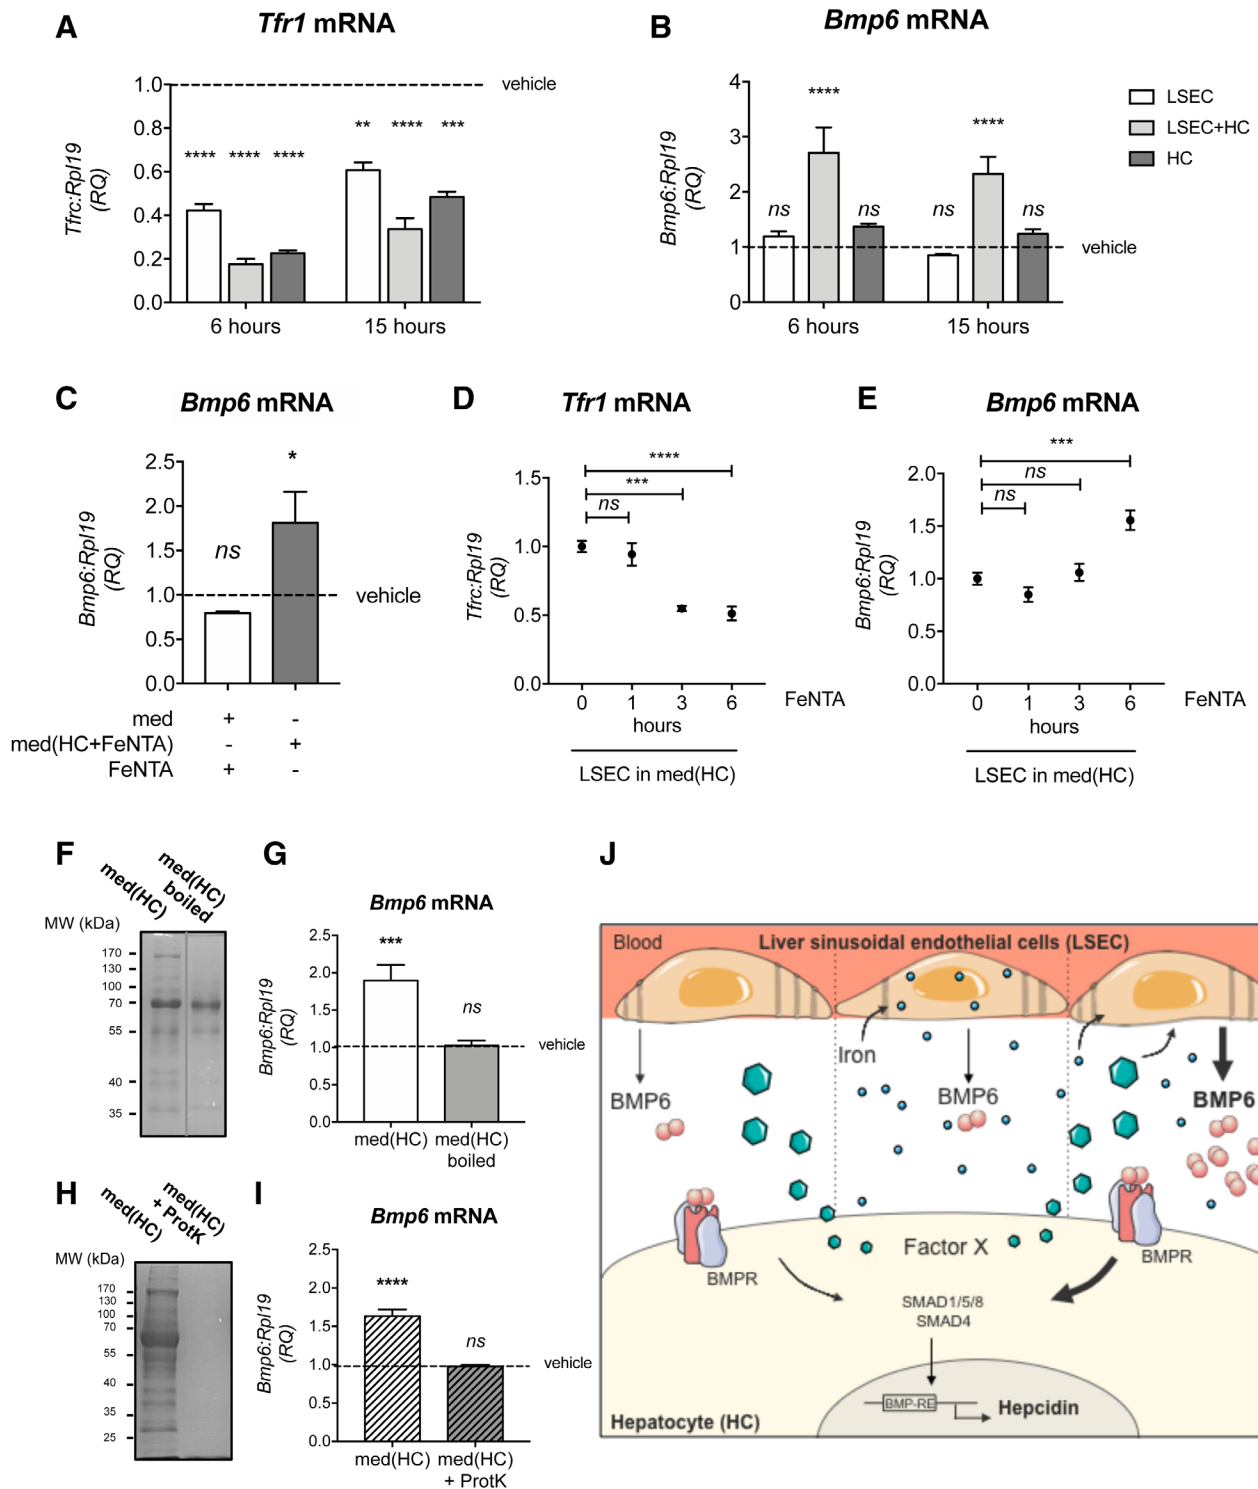 A
Tfr1 mRNA
Tfrc:Rpl19
(RQ)
1.0
0.8
0.6
0.4
0.2
0.0
vehicle
**** **** ****
** **** ***
6 hours
15 hours
B
Bmp6 mRNA
Bmp6:Rpl19
(RQ)
4
3
2
1
0
ns **** ns
ns **** ns
vehicle
6 hours
15 hours
LSEC
LSEC+HC
HC
C
Bmp6 mRNA
Bmp6:Rpl19
(RQ)
2.5
2.0
1.5
1.0
0.5
0.0
ns
*
vehicle
med + -
med(HC+FeNTA) - +
FeNTA + -
D
Tfr1 mRNA
Tfrc:Rpl19
(RQ)
1.5
1.0
0.5
0.0
****
***
ns
0 1 3 6 FeNTA
hours
LSEC in med(HC)
E
Bmp6 mRNA
Bmp6:Rpl19
(RQ)
2.0
1.5
1.0
0.5
0.0
***
ns
ns
0 1 3 6 FeNTA
hours
LSEC in med(HC)
F
med(HC)
med(HC)
boiled
MW (kDa)
170
130
100
70
55
40
35
G
Bmp6 mRNA
Bmp6:Rpl19
(RQ)
2.5
2.0
1.5
1.0
0.5
0.0
***
ns
vehicle
med(HC) med(HC)
boiled
H
med(HC)
med(HC)
+ ProtK
MW (kDa)
170
130
100
70
55
40
35
25
I
Bmp6 mRNA
Bmp6:Rpl19
(RQ)
2.5
2.0
1.5
1.0
0.5
0.0
****
ns
vehicle
med(HC) med(HC)
+ ProtK
J
Blood
Liver sinusoidal endothelial cells (LSEC)
Iron
BMP6
BMP6
BMP6
BMPR
Factor X
BMPR
SMAD1/5/8
SMAD4
BMP-RE
Hepcidin
Hepatocyte (HC)